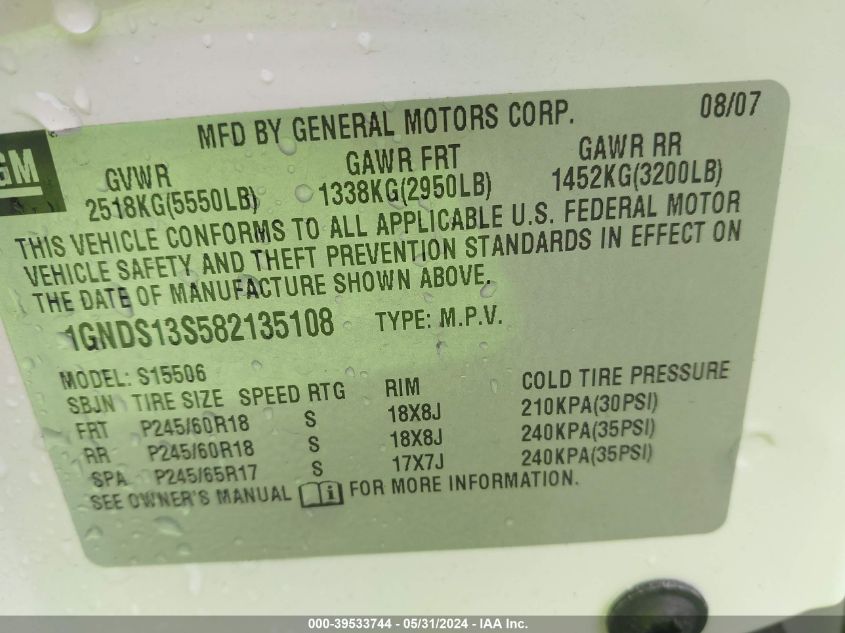 MFD BY GENERAL MOTORS CORP. 08/07
GM
GVWR GAWR FRT GAWR RR
2518KG(5550LB) 1338KG(2950LB) 1452KG(3200LB)
THIS VEHICLE CONFORMS TO ALL APPLICABLE U.S. FEDERAL MOTOR
VEHICLE SAFETY AND THEFT PREVENTION STANDARDS IN EFFECT ON
THE DATE OF MANUFACTURE SHOWN ABOVE.
1GNDS13S582135108 TYPE: M.P.V.
MODEL: S15506
SBJN TIRE SIZE SPEED RTG RIM COLD TIRE PRESSURE
FRT P245/60R18 S 18X8J 210KPA(30PSI)
RR P245/60R18 S 18X8J 240KPA(35PSI)
SPA P245/65R17 S 17X7J 240KPA(35PSI)
SEE OWNER'S MANUAL i FOR MORE INFORMATION.
000-39533744 - 05/31/2024 - IAA Inc.